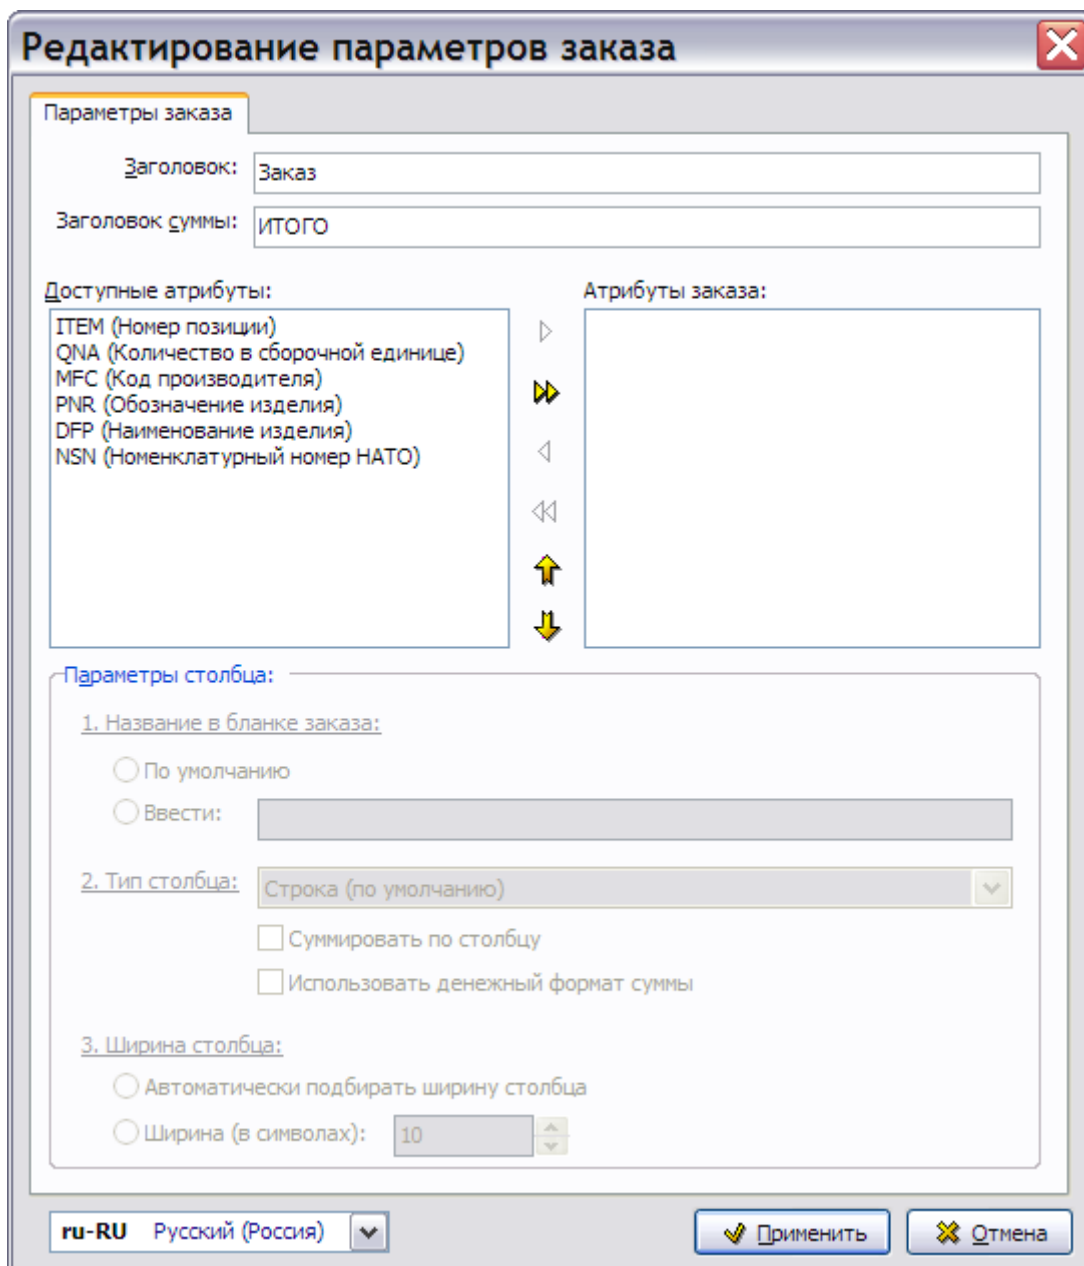 Редактирование параметров заказа
Параметры заказа
Заголовок: Заказ
Заголовок суммы: ИТОГО
Доступные атрибуты:
ITEM (Номер позиции)
QNA (Количество в сборочной единице)
MFC (Код производителя)
PNR (Обозначение изделия)
DFP (Наименование изделия)
NSN (Номенклатурный номер НАТО)
Атрибуты заказа:
Параметры столбца:
1. Название в бланке заказа:
По умолчанию
Ввести:
2. Тип столбца: Строка (по умолчанию)
Суммировать по столбцу
Использовать денежный формат суммы
3. Ширина столбца:
Автоматически подбирать ширину столбца
Ширина (в символах): 10
ru-RU Русский (Россия)
Применить
Отмена